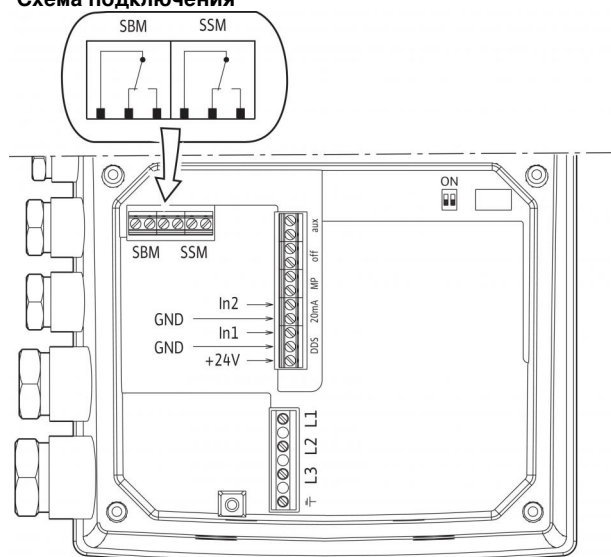 Схема подключения
SBM SSM
ON
SBM SSM
aux
off
MP
20mA
DDS
In2
GND
In1
GND
+24V
L1
L2
L3